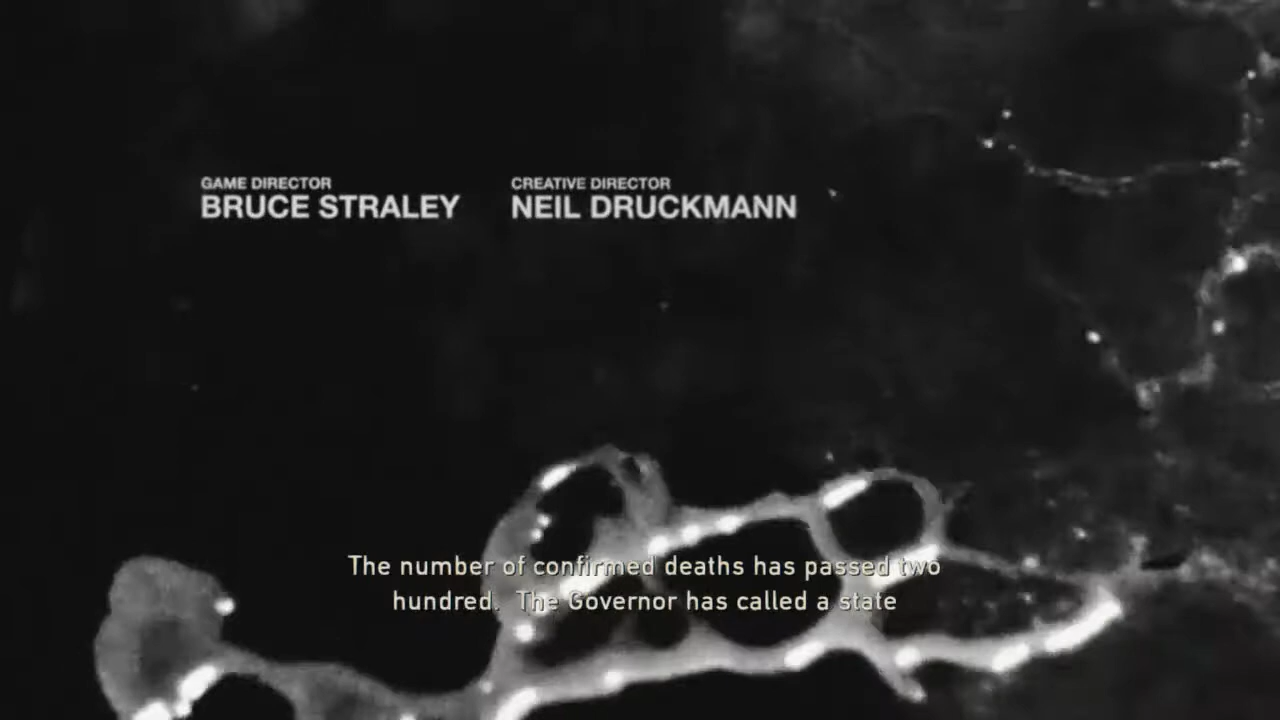 GAME DIRECTOR CREATIVE DIRECTOR
BRUCE STRALEY NEIL DRUCKMANN
The number of confirmed deaths has passed two
hundred. The Governor has called a state